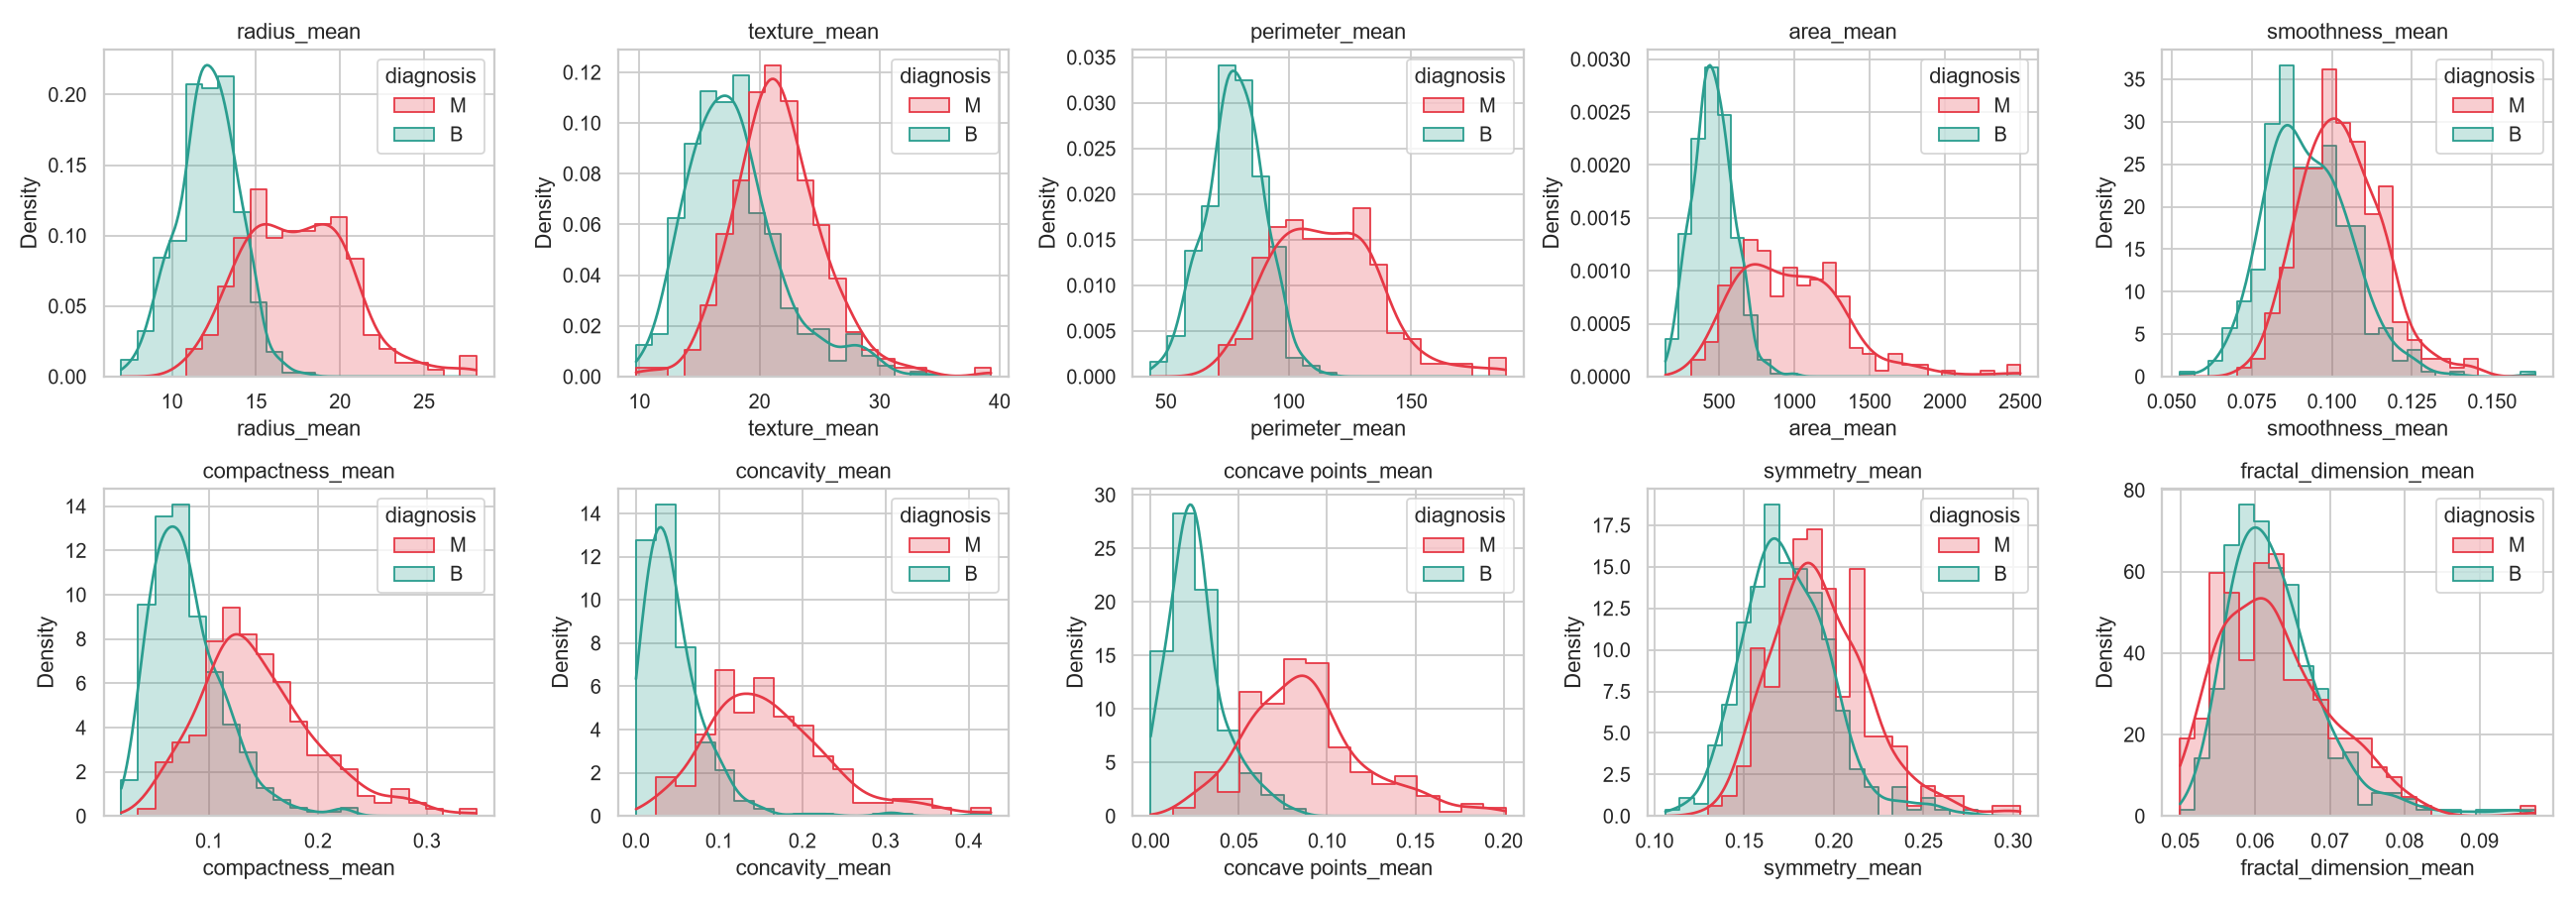 radius_mean
diagnosis
M
B
Density
0.20
0.15
0.10
0.05
0.00
10 15 20 25
radius_mean
texture_mean
diagnosis
M
B
Density
0.12
0.10
0.08
0.06
0.04
0.02
0.00
10 20 30 40
texture_mean
perimeter_mean
diagnosis
M
B
Density
0.035
0.030
0.025
0.020
0.015
0.010
0.005
0.000
50 100 150
perimeter_mean
area_mean
diagnosis
M
B
Density
0.0030
0.0025
0.0020
0.0015
0.0010
0.0005
0.0000
500 1000 1500 2000 2500
area_mean
smoothness_mean
diagnosis
M
B
Density
35
30
25
20
15
10
5
0
0.050 0.075 0.100 0.125 0.150
smoothness_mean
compactness_mean
diagnosis
M
B
Density
14
12
10
8
6
4
2
0
0.1 0.2 0.3
compactness_mean
concavity_mean
diagnosis
M
B
Density
14
12
10
8
6
4
2
0
0.0 0.1 0.2 0.3 0.4
concavity_mean
concave points_mean
diagnosis
M
B
Density
30
25
20
15
10
5
0
0.00 0.05 0.10 0.15 0.20
concave points_mean
symmetry_mean
diagnosis
M
B
Density
17.5
15.0
12.5
10.0
7.5
5.0
2.5
0.0
0.10 0.15 0.20 0.25 0.30
symmetry_mean
fractal_dimension_mean
diagnosis
M
B
Density
80
60
40
20
0
0.05 0.06 0.07 0.08 0.09
fractal_dimension_mean